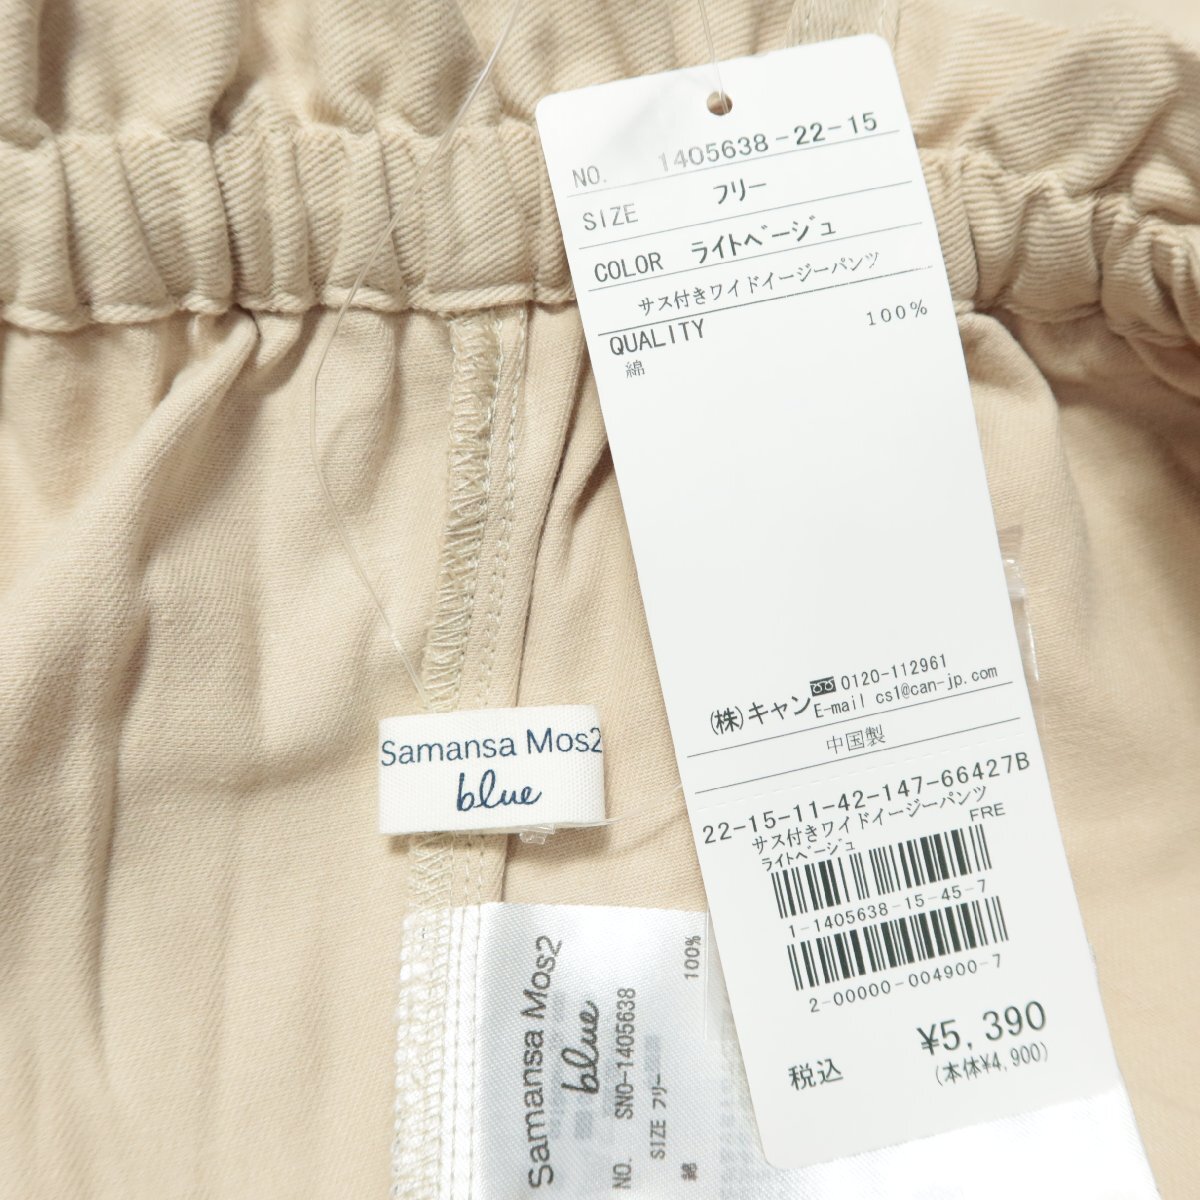 NO. 1405638-22-15
SIZE フリー
COLOR ライトベージュ
サス付きワイドイージーパンツ
QUALITY
綿 100%
(株)キャン 0120-112961
E-mail cs1@can-jp.com
中国製
22-15-11-42-147-66427B
サス付きワイドイージーパンツ
ライトベージュ FRE
1-1405638-15-45-7
2-00000-004900-7
¥5,390
税込 (本体¥4,900)
Samansa Mos2
blue
Samansa Mos2
blue
NO. SNO-1405638
SIZE フリー
綿 100%